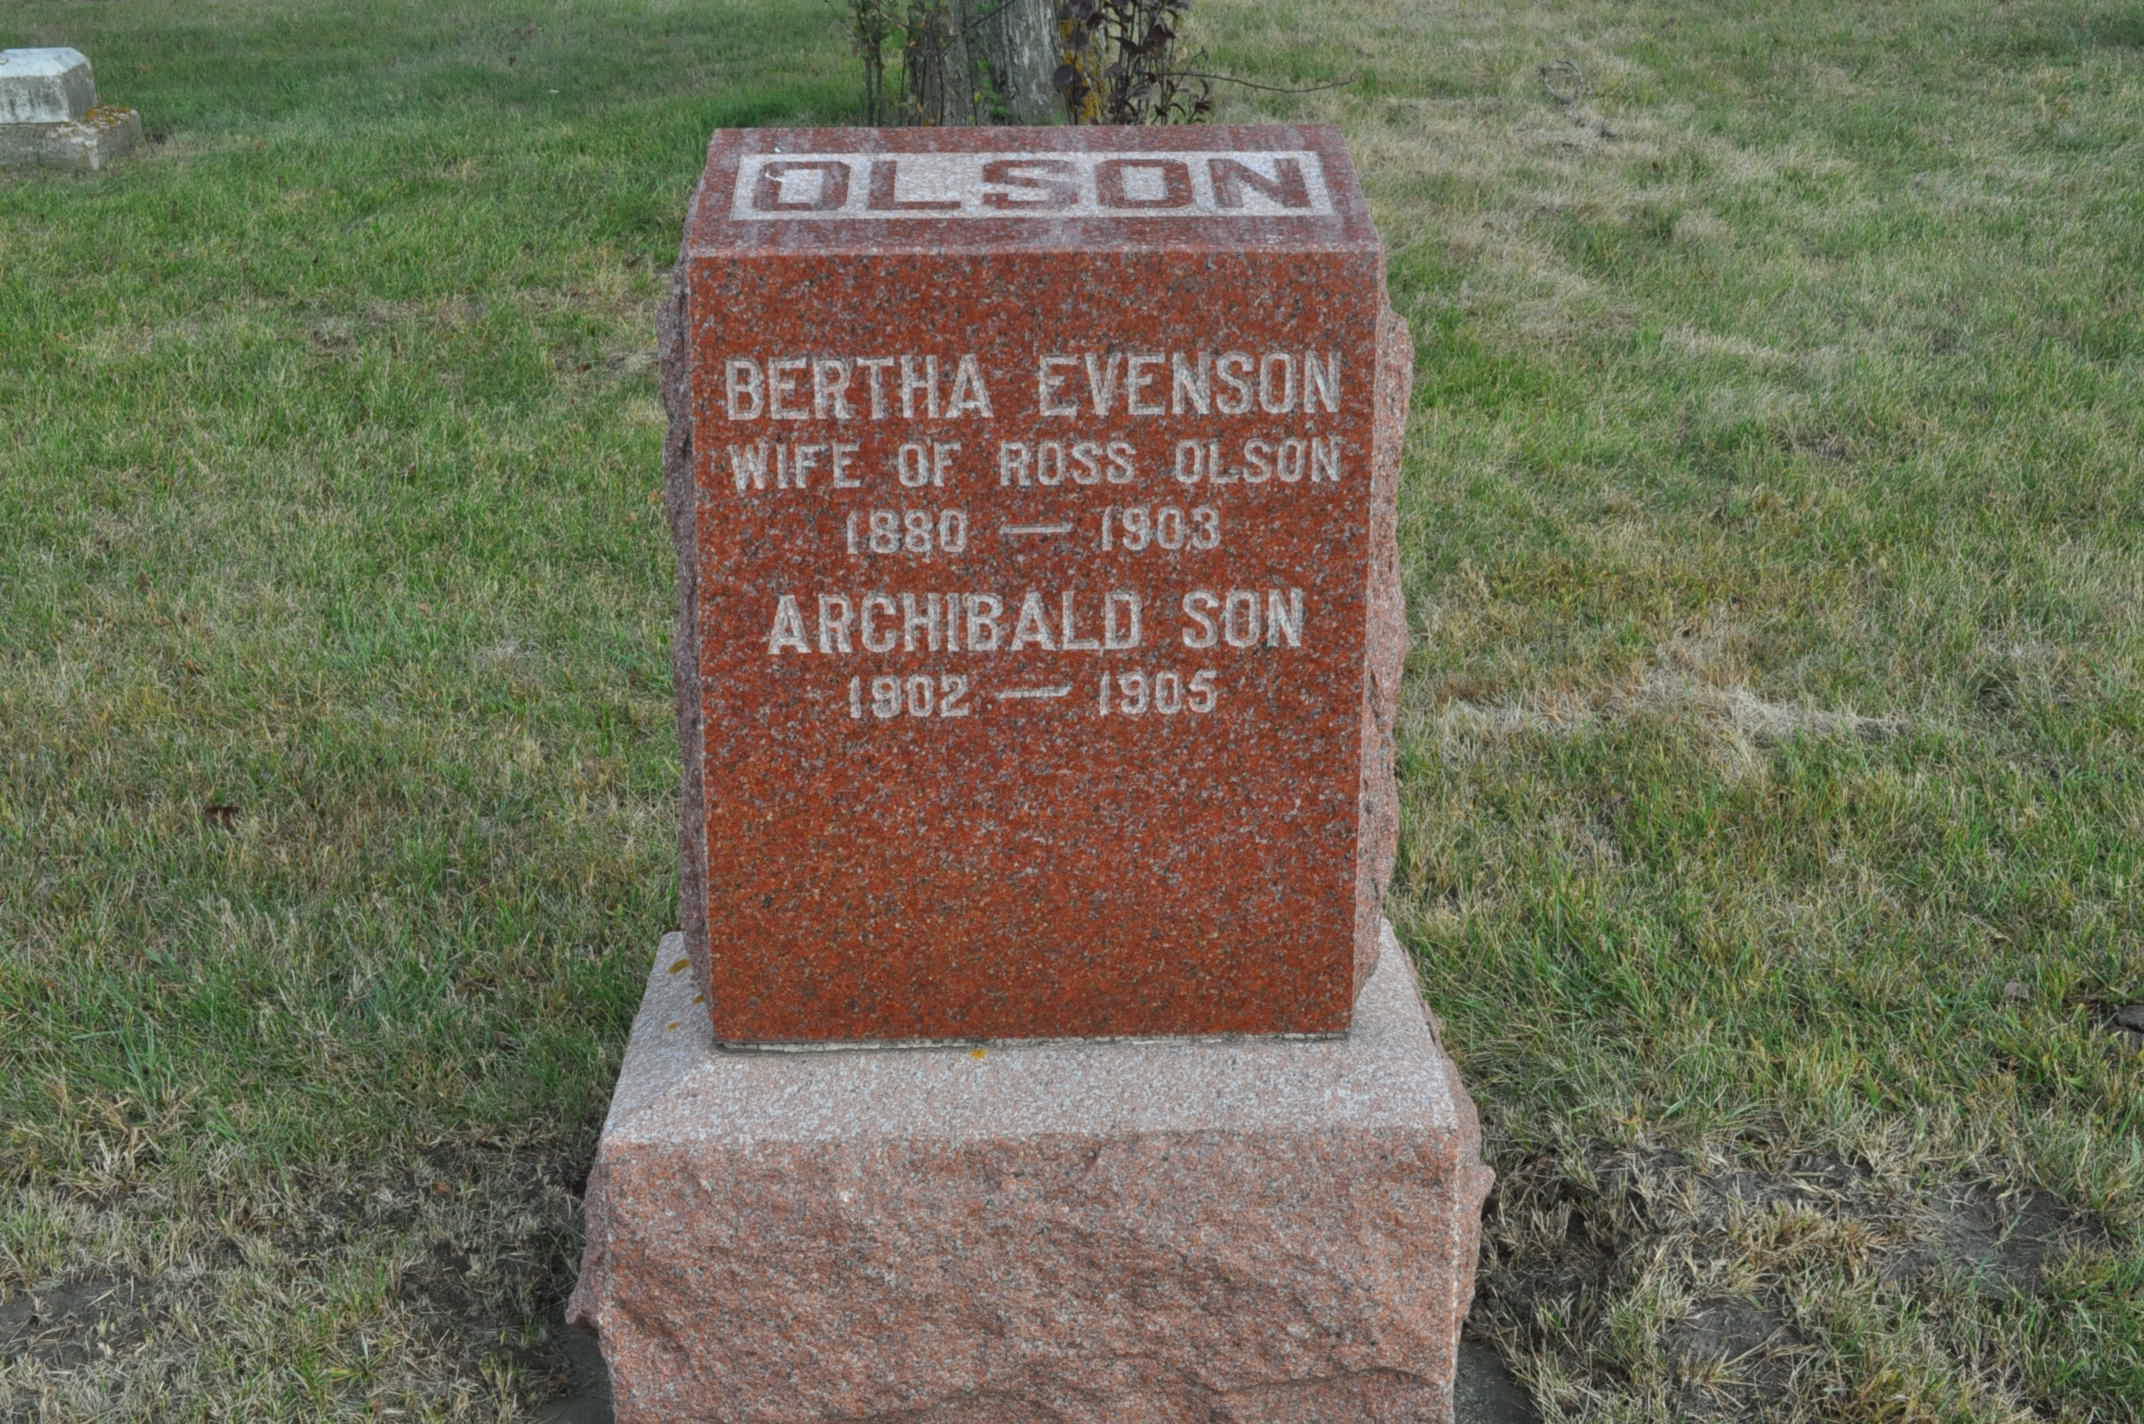 OLSON
BERTHA EVENSON
WIFE OF ROSS OLSON
1880 — 1903
ARCHIBALD SON
1902 — 1905